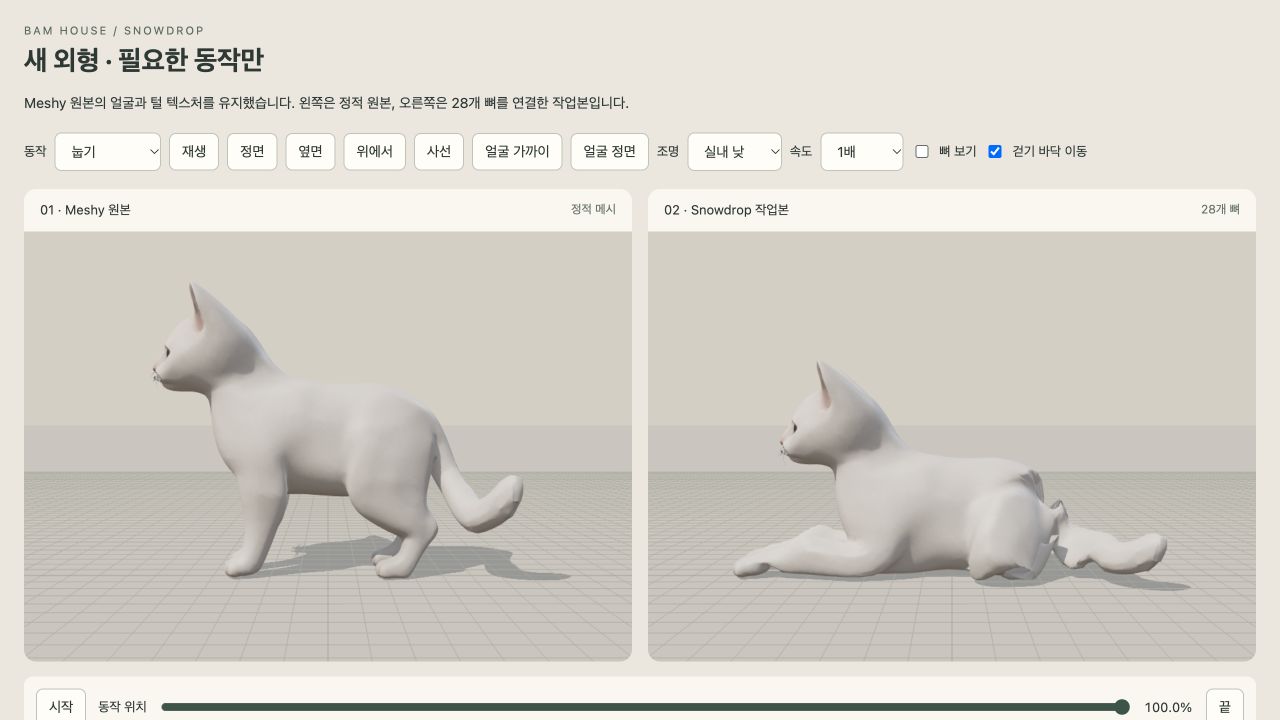 BAM HOUSE / SNOWDROP
새 외형 · 필요한 동작만
Meshy 원본의 얼굴과 털 텍스처를 유지했습니다. 왼쪽은 정적 원본, 오른쪽은 28개 뼈를 연결한 작업본입니다.
동작 눕기 재생 정면 옆면 위에서 사선 얼굴 가까이 얼굴 정면 조명 실내 낮 속도 1배 뼈 보기 걷기 바닥 이동
01 · Meshy 원본 정적 메시
02 · Snowdrop 작업본 28개 뼈
시작 동작 위치 100.0% 끝